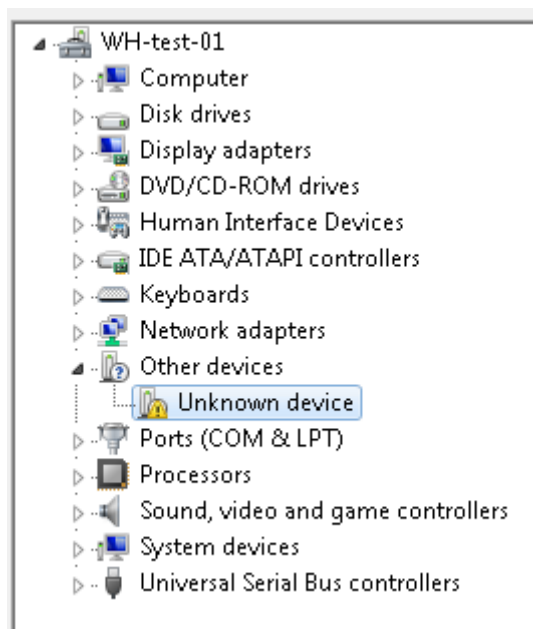 WH-test-01
Computer
Disk drives
Display adapters
DVD/CD-ROM drives
Human Interface Devices
IDE ATA/ATAPI controllers
Keyboards
Network adapters
Other devices
Unknown device
Ports (COM & LPT)
Processors
Sound, video and game controllers
System devices
Universal Serial Bus controllers